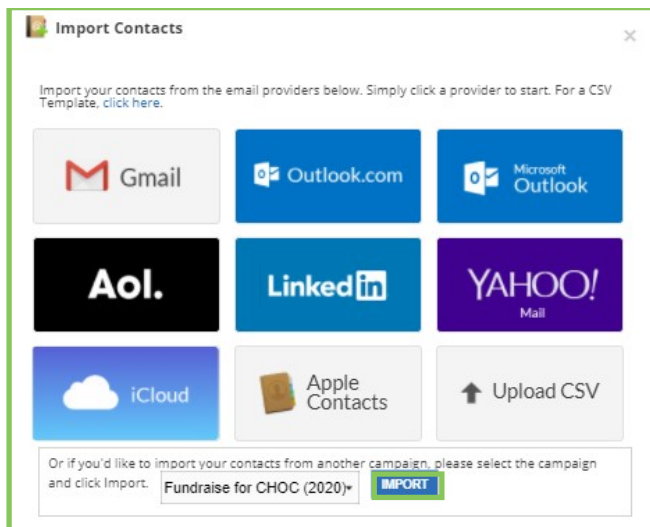 Import Contacts
Import your contacts from the email providers below. Simply click a provider to start. For a CSV
Template, click here.
Gmail
Outlook.com
Microsoft
Outlook
Aol.
Linked in
YAHOO!
Mail
iCloud
Apple
Contacts
Upload CSV
Or if you'd like to import your contacts from another campaign, please select the campaign
and click Import. Fundraise for CHOC (2020) IMPORT